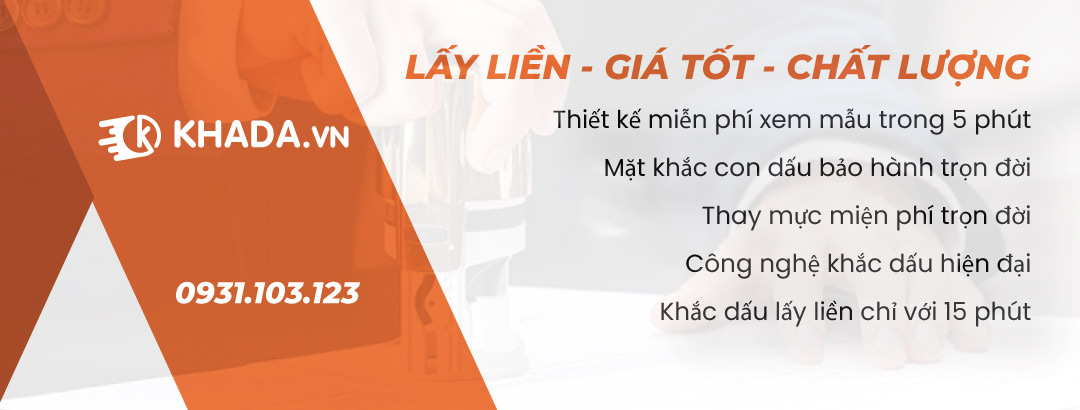 KHADA.VN
0931.103.123
LẤY LIỀN - GIÁ TỐT - CHẤT LƯỢNG
Thiết kế miễn phí xem mẫu trong 5 phút
Mặt khắc con dấu bảo hành trọn đời
Thay mực miện phí trọn đời
Công nghệ khắc dấu hiện đại
Khắc dấu lấy liền chỉ với 15 phút